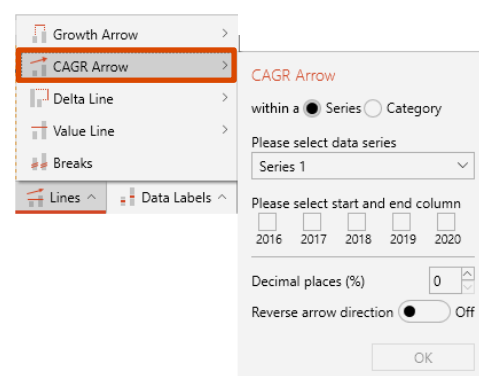 Growth Arrow
CAGR Arrow
Delta Line
Value Line
Breaks
Lines
Data Labels
CAGR Arrow
within a Series Category
Please select data series
Series 1
Please select start and end column
2016 2017 2018 2019 2020
Decimal places (%) 0
Reverse arrow direction Off
OK